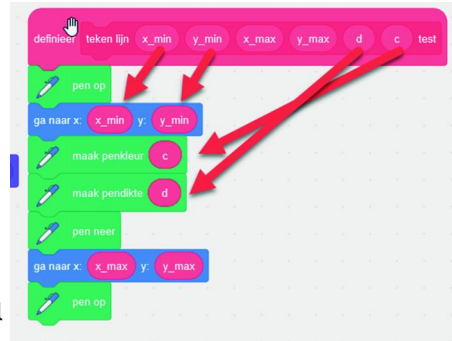 definieer teken lijn x_min y_min x_max y_max d c test
pen op
ga naar x: x_min y: y_min
maak penkleur c
maak pendikte d
pen neer
ga naar x: x_max y: y_max
pen op